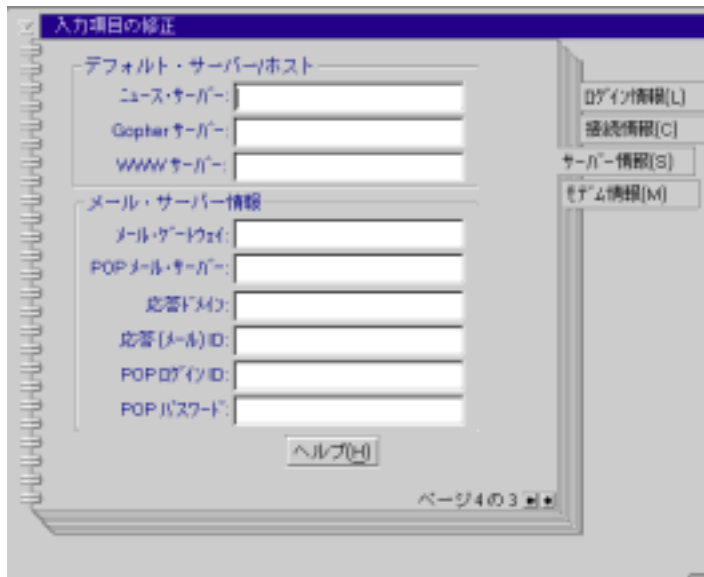 入力項目の修正
デフォルト・サーバー/ホスト
ﾆｭｰｽ･ｻｰﾊﾞｰ:
Gopher ｻｰﾊﾞｰ:
WWW ｻｰﾊﾞｰ:
メール・サーバー情報
ﾒｰﾙ･ｹﾞｰﾄｳｪｲ:
POP ﾒｰﾙ･ｻｰﾊﾞｰ:
応答ﾄﾞﾒｲﾝ:
応答(ﾒｰﾙ) ID:
POP ﾛｸﾞｲﾝ ID:
POP ﾊﾟｽﾜｰﾄﾞ:
ヘルプ(H)
ページ 4 の 3
ﾛｸﾞｲﾝ情報(L)
接続情報(C)
ｻｰﾊﾞｰ情報(S)
ﾓﾃﾞﾑ情報(M)